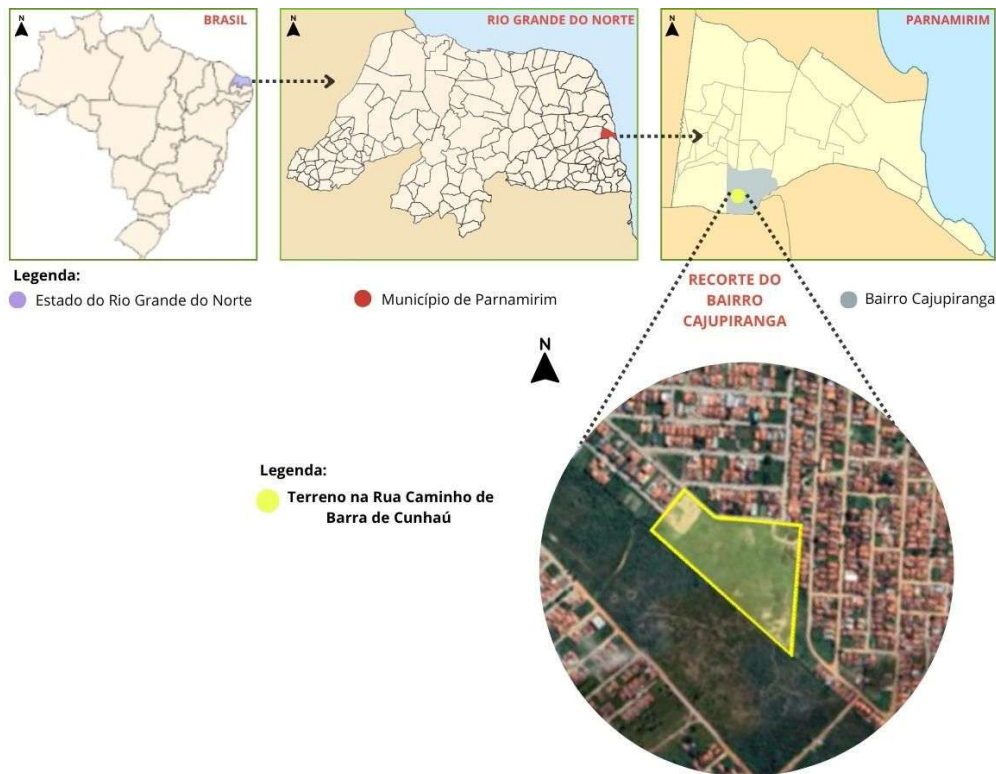 BRASIL
N
RIO GRANDE DO NORTE
N
PARNAMIRIM
N
Legenda:
Estado do Rio Grande do Norte
Município de Parnamirim
RECORTE DO
BAIRRO
CAJUPIRANGA
Bairro Cajupiranga
N
Legenda:
Terreno na Rua Caminho de
Barra de Cunhaú